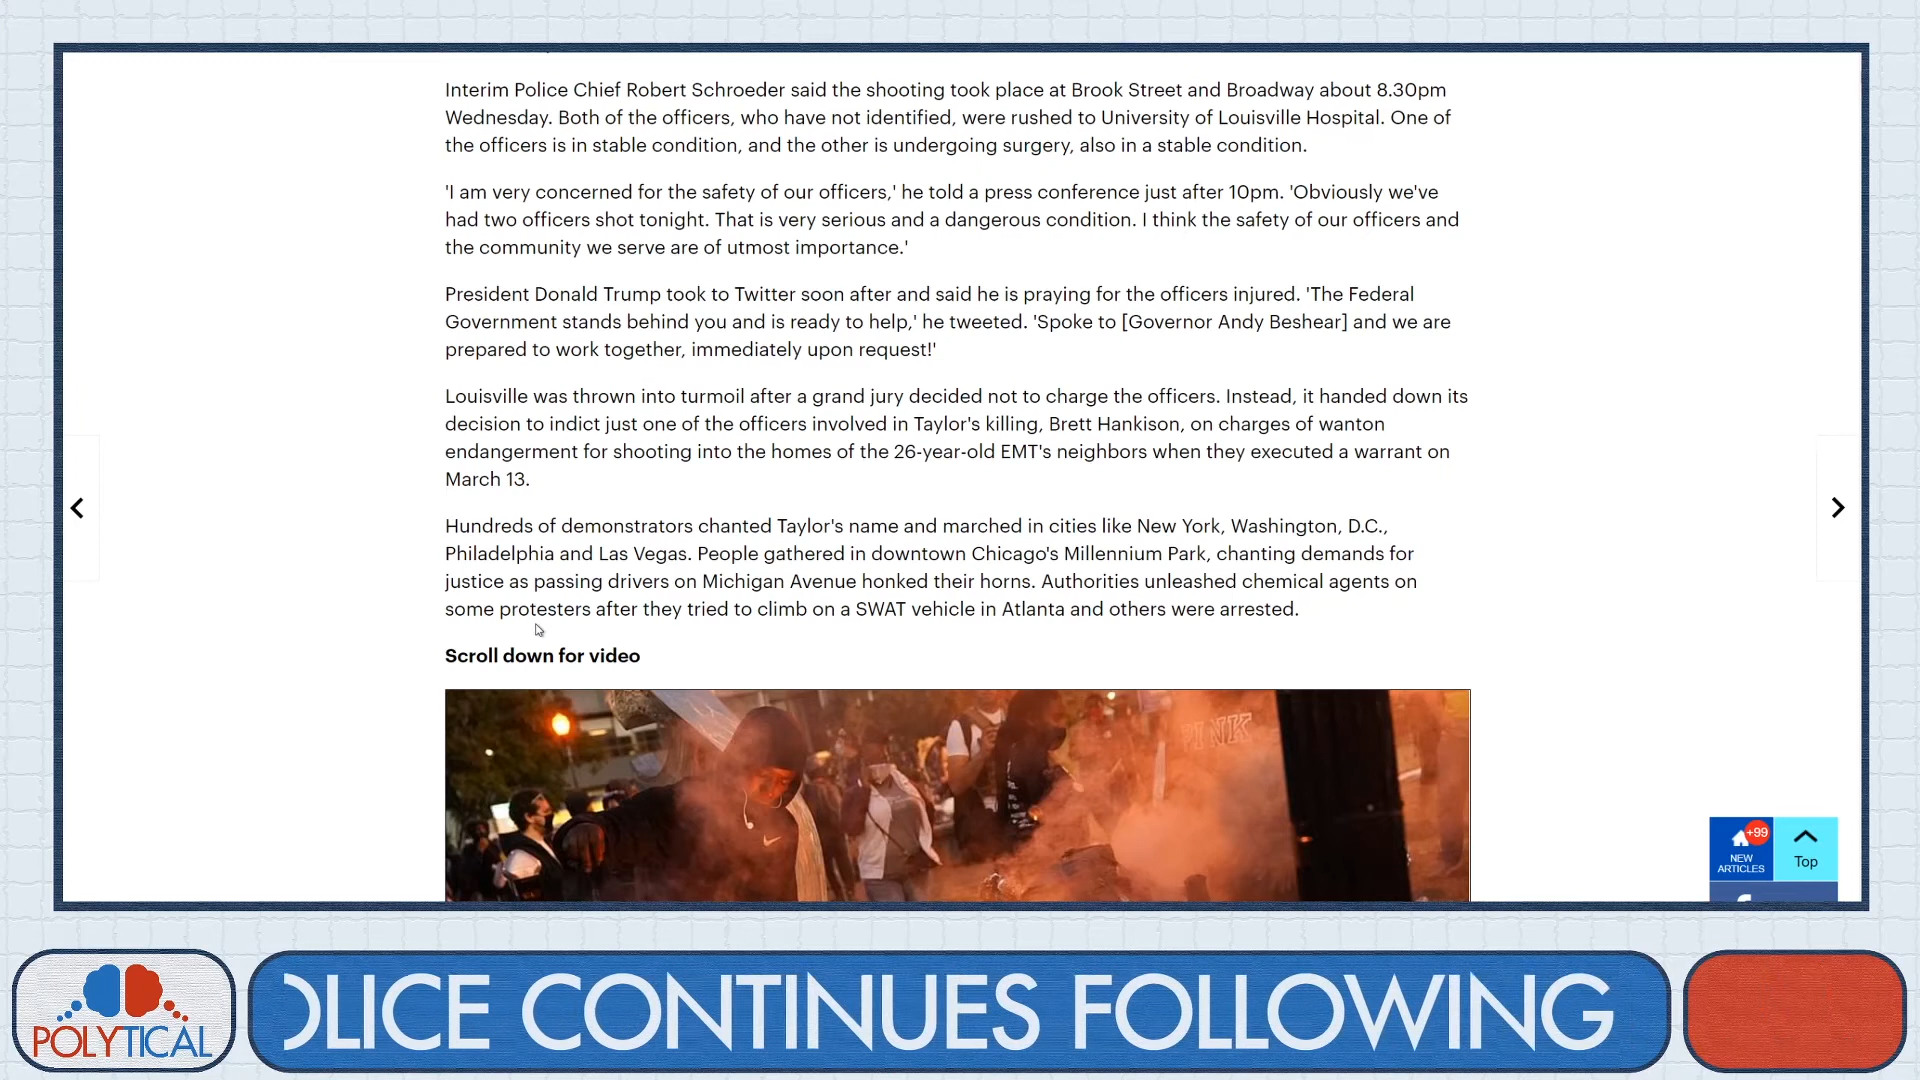 Interim Police Chief Robert Schroeder said the shooting took place at Brook Street and Broadway about 8.30pm
Wednesday. Both of the officers, who have not identified, were rushed to University of Louisville Hospital. One of
the officers is in stable condition, and the other is undergoing surgery, also in a stable condition.
'I am very concerned for the safety of our officers,' he told a press conference just after 10pm. 'Obviously we've
had two officers shot tonight. That is very serious and a dangerous condition. I think the safety of our officers and
the community we serve are of utmost importance.'
President Donald Trump took to Twitter soon after and said he is praying for the officers injured. 'The Federal
Government stands behind you and is ready to help,' he tweeted. 'Spoke to [Governor Andy Beshear] and we are
prepared to work together, immediately upon request!'
Louisville was thrown into turmoil after a grand jury decided not to charge the officers. Instead, it handed down its
decision to indict just one of the officers involved in Taylor's killing, Brett Hankison, on charges of wanton
endangerment for shooting into the homes of the 26-year-old EMT's neighbors when they executed a warrant on
March 13.
Hundreds of demonstrators chanted Taylor's name and marched in cities like New York, Washington, D.C.,
Philadelphia and Las Vegas. People gathered in downtown Chicago's Millennium Park, chanting demands for
justice as passing drivers on Michigan Avenue honked their horns. Authorities unleashed chemical agents on
some protesters after they tried to climb on a SWAT vehicle in Atlanta and others were arrested.
Scroll down for video
PINK
+99
NEW
ARTICLES
Top
POLYTICAL
OLICE CONTINUES FOLLOWING